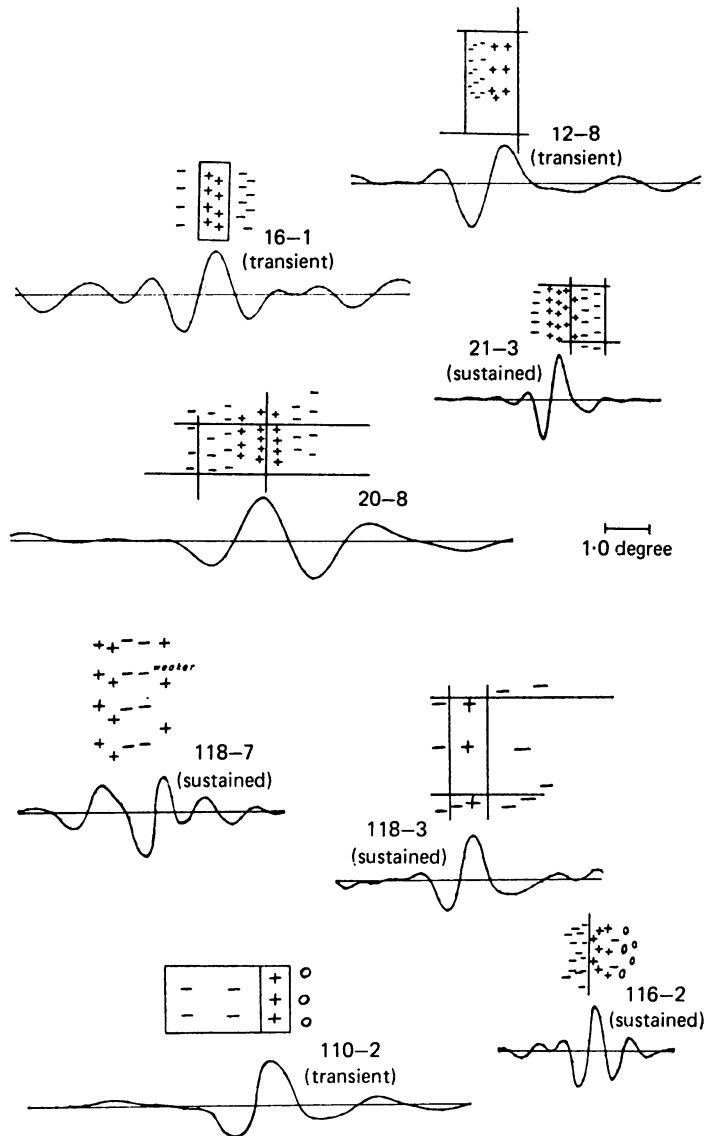 12–8
(transient)
16–1
(transient)
21–3
(sustained)
20–8
1·0 degree
weaker
118–7
(sustained)
118–3
(sustained)
116–2
(sustained)
110–2
(transient)